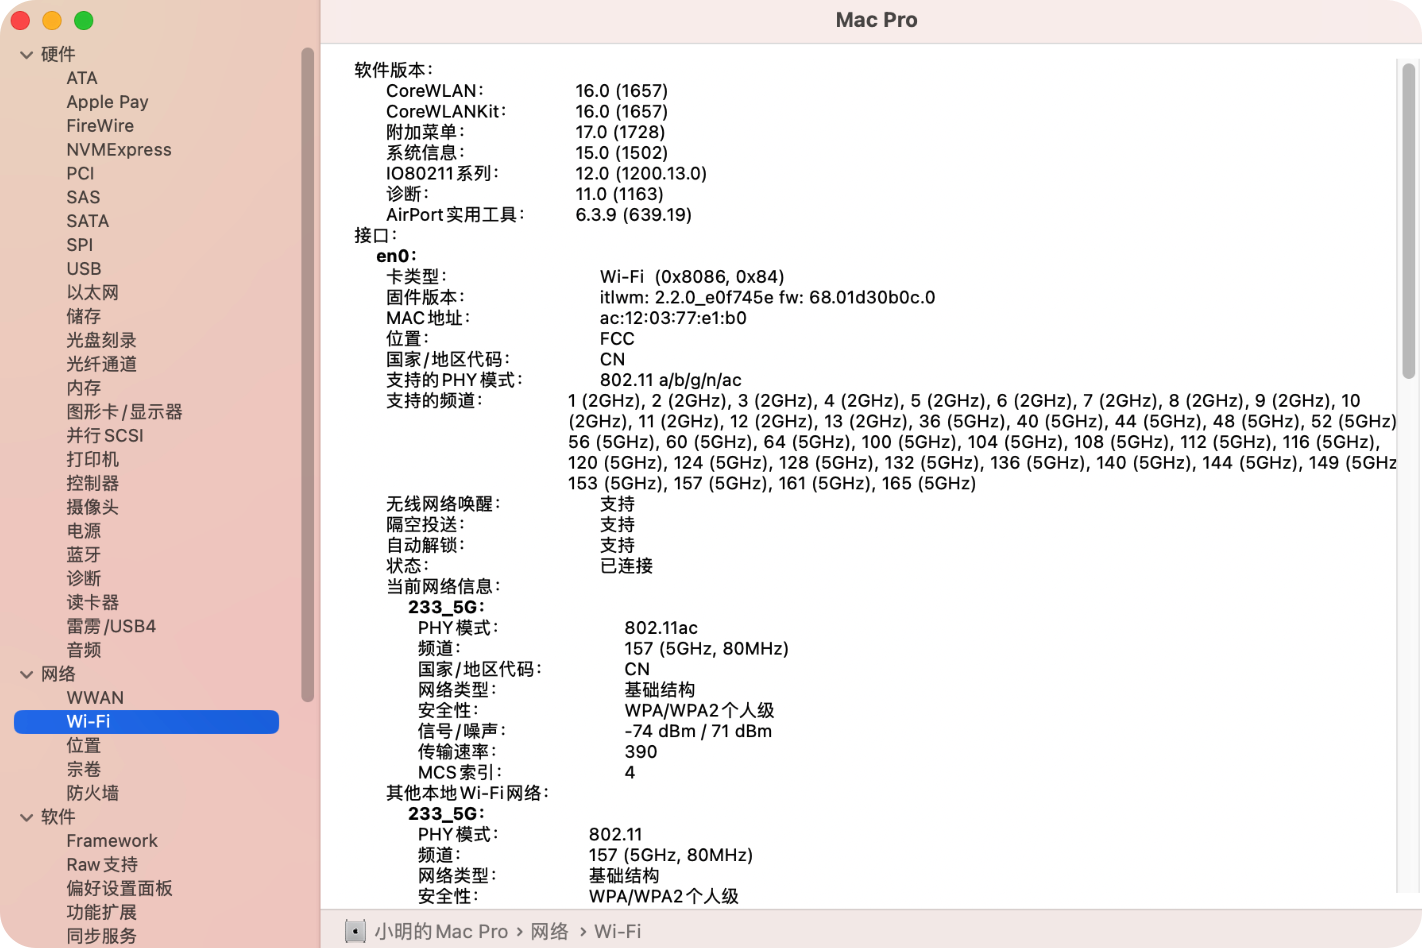 Mac Pro
硬件
ATA
Apple Pay
FireWire
NVMExpress
PCI
SAS
SATA
SPI
USB
以太网
储存
光盘刻录
光纤通道
内存
图形卡/显示器
并行SCSI
打印机
控制器
摄像头
电源
蓝牙
诊断
读卡器
雷雳/USB4
音频
网络
WWAN
Wi-Fi
位置
宗卷
防火墙
软件
Framework
Raw支持
偏好设置面板
功能扩展
同步服务
软件版本:
CoreWLAN: 16.0 (1657)
CoreWLANKit: 16.0 (1657)
附加菜单: 17.0 (1728)
系统信息: 15.0 (1502)
IO80211系列: 12.0 (1200.13.0)
诊断: 11.0 (1163)
AirPort实用工具: 6.3.9 (639.19)
接口:
en0:
卡类型: Wi-Fi (0x8086, 0x84)
固件版本: itlwm: 2.2.0_e0f745e fw: 68.01d30b0c.0
MAC地址: ac:12:03:77:e1:b0
位置: FCC
国家/地区代码: CN
支持的PHY模式: 802.11 a/b/g/n/ac
支持的频道: 1 (2GHz), 2 (2GHz), 3 (2GHz), 4 (2GHz), 5 (2GHz), 6 (2GHz), 7 (2GHz), 8 (2GHz), 9 (2GHz), 10
(2GHz), 11 (2GHz), 12 (2GHz), 13 (2GHz), 36 (5GHz), 40 (5GHz), 44 (5GHz), 48 (5GHz), 52 (5GHz)
56 (5GHz), 60 (5GHz), 64 (5GHz), 100 (5GHz), 104 (5GHz), 108 (5GHz), 112 (5GHz), 116 (5GHz),
120 (5GHz), 124 (5GHz), 128 (5GHz), 132 (5GHz), 136 (5GHz), 140 (5GHz), 144 (5GHz), 149 (5GHz
153 (5GHz), 157 (5GHz), 161 (5GHz), 165 (5GHz)
无线网络唤醒: 支持
隔空投送: 支持
自动解锁: 支持
状态: 已连接
当前网络信息:
233_5G:
PHY模式: 802.11ac
频道: 157 (5GHz, 80MHz)
国家/地区代码: CN
网络类型: 基础结构
安全性: WPA/WPA2个人级
信号/噪声: -74 dBm / 71 dBm
传输速率: 390
MCS索引: 4
其他本地Wi-Fi网络:
233_5G:
PHY模式: 802.11
频道: 157 (5GHz, 80MHz)
网络类型: 基础结构
安全性: WPA/WPA2个人级
小明的Mac Pro › 网络 › Wi-Fi